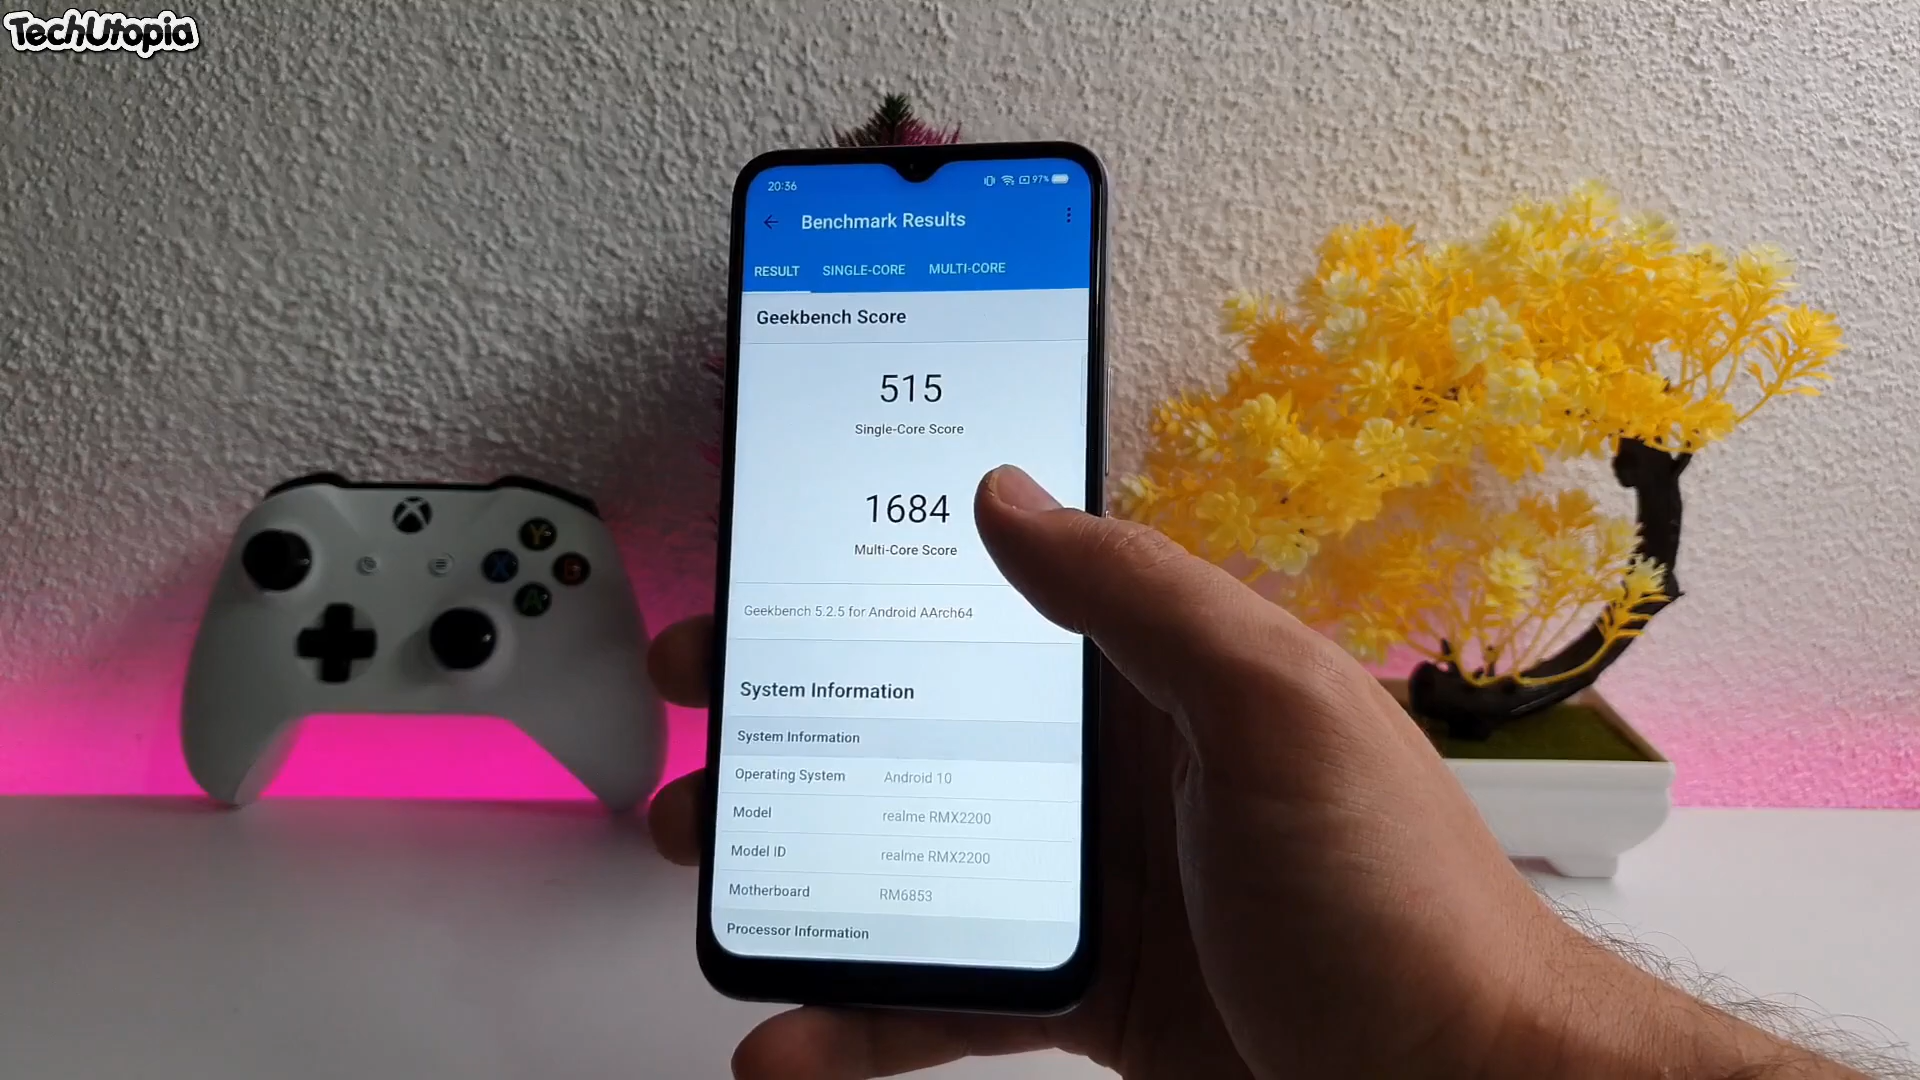 TechUtopia
20:36
97%
Benchmark Results
RESULT SINGLE-CORE MULTI-CORE
Geekbench Score
515
Single-Core Score
1684
Multi-Core Score
Geekbench 5.2.5 for Android AArch64
System Information
System Information
Operating System Android 10
Model realme RMX2200
Model ID realme RMX2200
Motherboard RM6853
Processor Information
Y
X
B
A